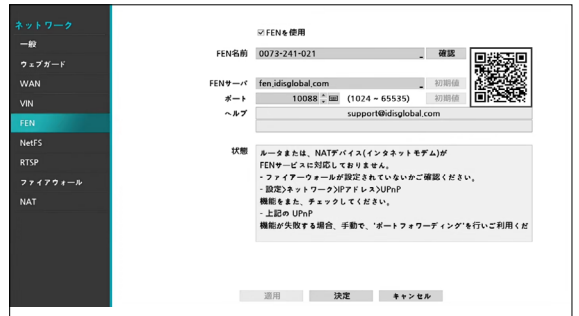 ネットワーク
一般
ウェブガード
WAN
VIN
FEN
NetFS
RTSP
ファイアウォール
NAT
FENを使用
FEN名前 0073-241-021 確認
FENサーバ fen.idisglobal.com 初期値
ポート 10088 (1024 ~ 65535) 初期値
ヘルプ support@idisglobal.com
状態 ルータまたは、NATデバイス(インタネットモデム)が
FENサービスに対応しておりません。
- ファイアーウォールが設定されていないかご確認ください。
- 設定>ネットワーク>IPアドレス>UPnP
機能をまた、チェックしてください。
- 上記の UPnP
機能が失敗する場合、手動で、'ポートフォワーディング'を行いご利用くだ
適用 決定 キャンセル